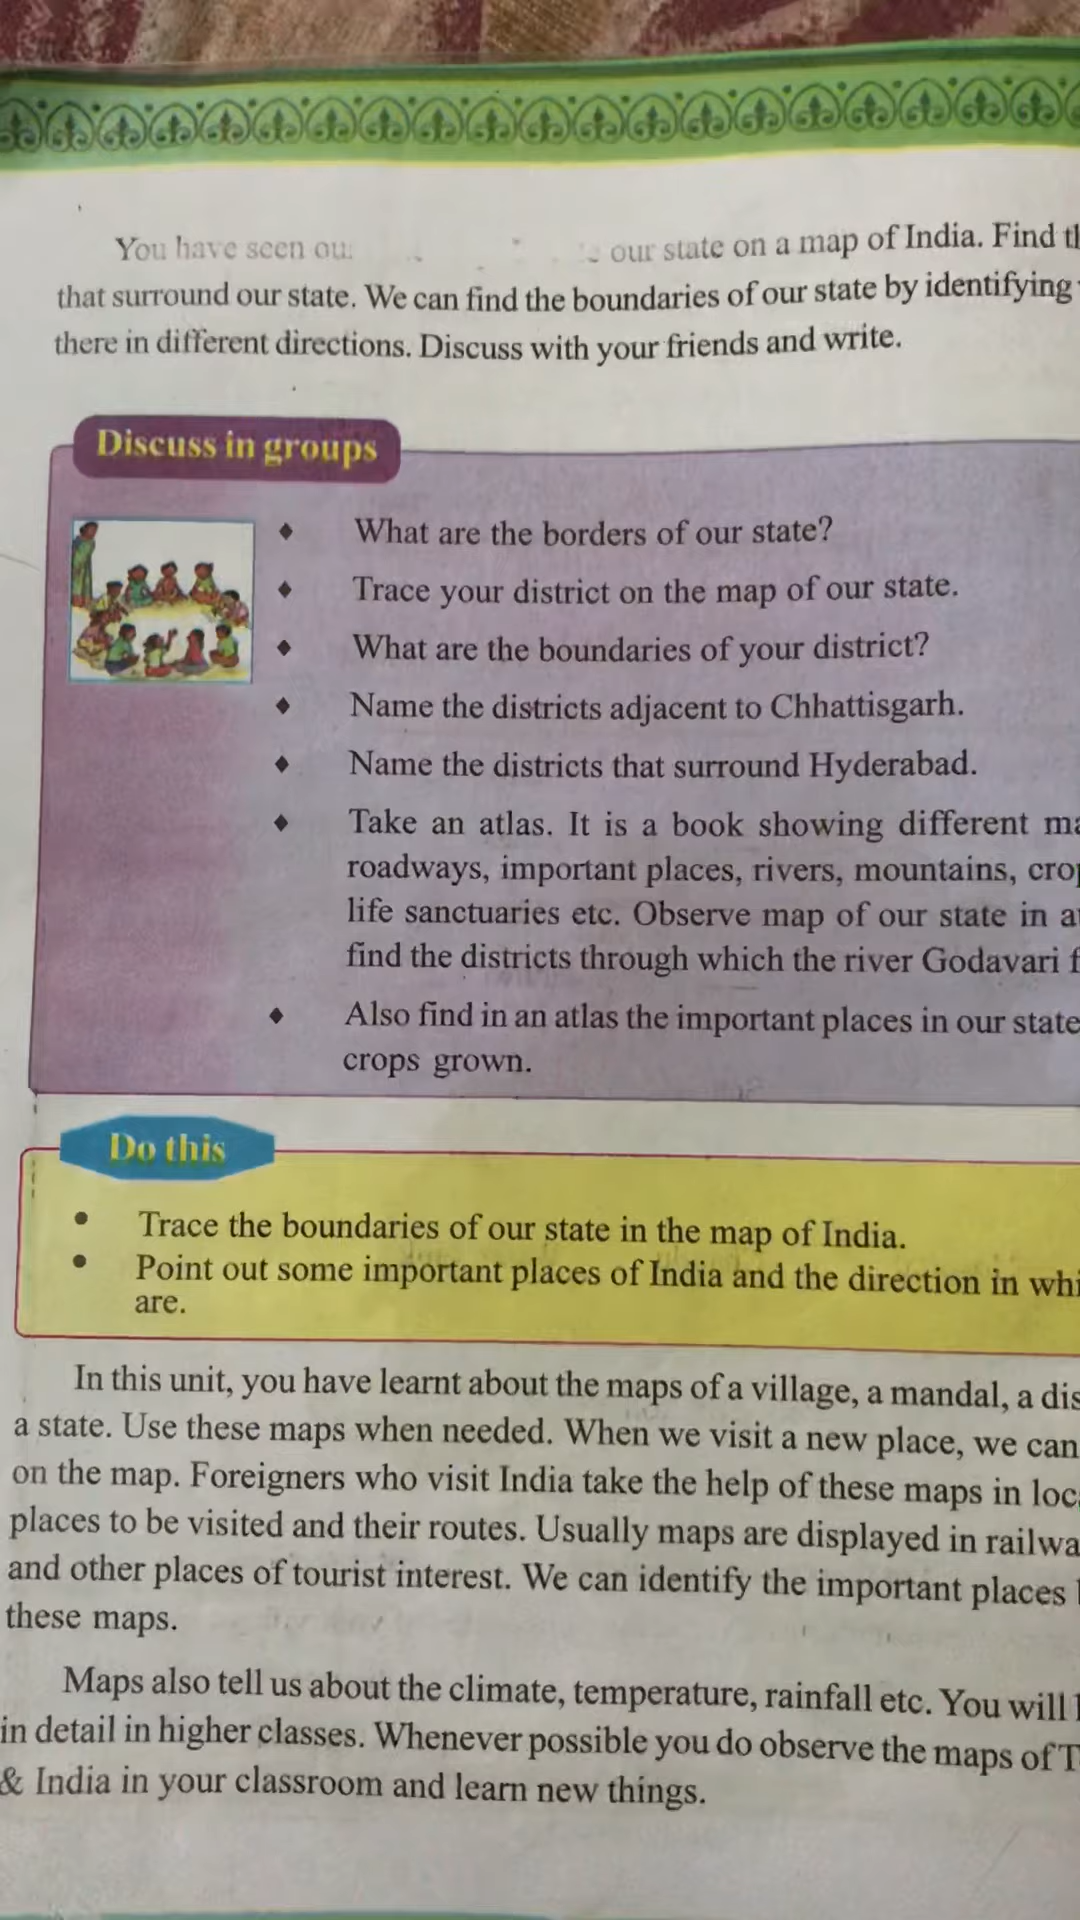 You have seen our state on a map of India. Find
that surround our state. We can find the boundaries of our state by identifying
there in different directions. Discuss with your friends and write.
Discuss in groups
♦ What are the borders of our state?
♦ Trace your district on the map of our state.
♦ What are the boundaries of your district?
♦ Name the districts adjacent to Chhattisgarh.
♦ Name the districts that surround Hyderabad.
♦ Take an atlas. It is a book showing different
roadways, important places, rivers, mountains,
life sanctuaries etc. Observe map of our state in
find the districts through which the river Godavari
♦ Also find in an atlas the important places in our state
crops grown.
Do this
• Trace the boundaries of our state in the map of India.
• Point out some important places of India and the direction in
are.
In this unit, you have learnt about the maps of a village, a mandal, a
a state. Use these maps when needed. When we visit a new place, we can
on the map. Foreigners who visit India take the help of these maps in
places to be visited and their routes. Usually maps are displayed in
and other places of tourist interest. We can identify the important places
these maps.
Maps also tell us about the climate, temperature, rainfall etc. You will
in detail in higher classes. Whenever possible you do observe the maps of
& India in your classroom and learn new things.